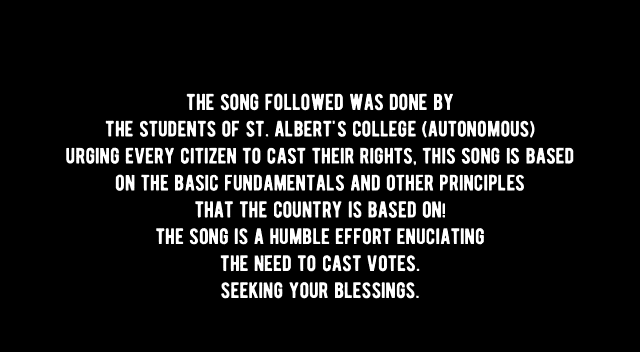 THE SONG FOLLOWED WAS DONE BY
THE STUDENTS OF ST. ALBERT'S COLLEGE (AUTONOMOUS)
URGING EVERY CITIZEN TO CAST THEIR RIGHTS, THIS SONG IS BASED
ON THE BASIC FUNDAMENTALS AND OTHER PRINCIPLES
THAT THE COUNTRY IS BASED ON!
THE SONG IS A HUMBLE EFFORT ENUCIATING
THE NEED TO CAST VOTES.
SEEKING YOUR BLESSINGS.